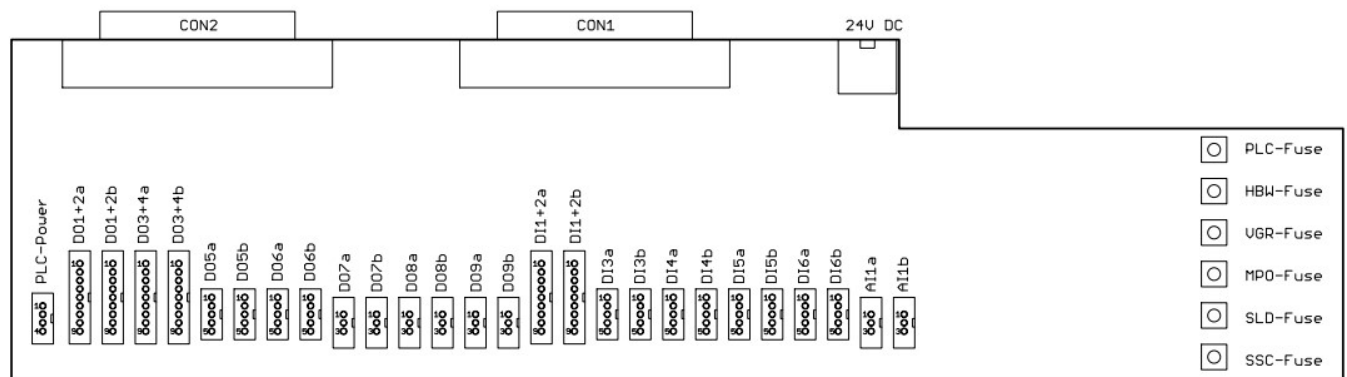 CON2
CON1
24V DC
PLC-Fuse
HBW-Fuse
VGR-Fuse
MPO-Fuse
SLD-Fuse
SSC-Fuse
PLC-Power
DO1+2a
DO1+2b
DO3+4a
DO3+4b
DO5a
DO5b
DO6a
DO6b
DO7a
DO7b
DO8a
DO8b
DO9a
DO9b
DI1+2a
DI1+2b
DI3a
DI3b
DI4a
DI4b
DI5a
DI5b
DI6a
DI6b
AI1a
AI1b